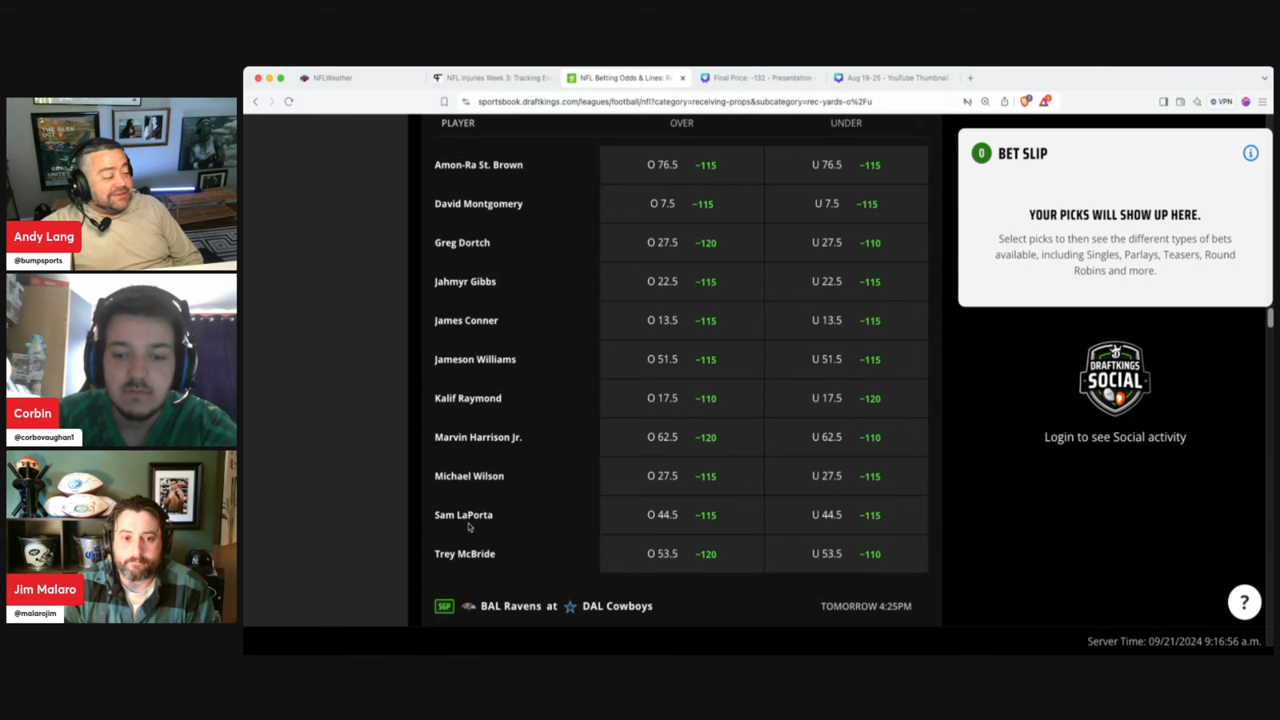 NFLWeather
NFL Injuries Week 3: Tracking Ex
NFL Betting Odds & Lines: R
Final Price: -132 - Presentation -
Aug 19-25 - YouTube Thumbnail
sportsbook.draftkings.com/leagues/football/nfl?category=receiving-props&subcategory=rec-yards-o%2Fu
VPN
PLAYER OVER UNDER
Amon-Ra St. Brown O 76.5 −115 U 76.5 −115
David Montgomery O 7.5 −115 U 7.5 −115
Greg Dortch O 27.5 −120 U 27.5 −110
Jahmyr Gibbs O 22.5 −115 U 22.5 −115
James Conner O 13.5 −115 U 13.5 −115
Jameson Williams O 51.5 −115 U 51.5 −115
Kalif Raymond O 17.5 −110 U 17.5 −120
Marvin Harrison Jr. O 62.5 −120 U 62.5 −110
Michael Wilson O 27.5 −115 U 27.5 −115
Sam LaPorta O 44.5 −115 U 44.5 −115
Trey McBride O 53.5 −120 U 53.5 −110
SGP BAL Ravens at DAL Cowboys TOMORROW 4:25PM
0 BET SLIP
YOUR PICKS WILL SHOW UP HERE.
Select picks to then see the different types of bets
available, including Singles, Parlays, Teasers, Round
Robins and more.
DRAFTKINGS
SOCIAL
Login to see Social activity
?
Server Time: 09/21/2024 9:16:56 a.m.
Andy Lang
@bumpsports
Corbin
@corbovaughan1
Jim Malaro
@malarojim